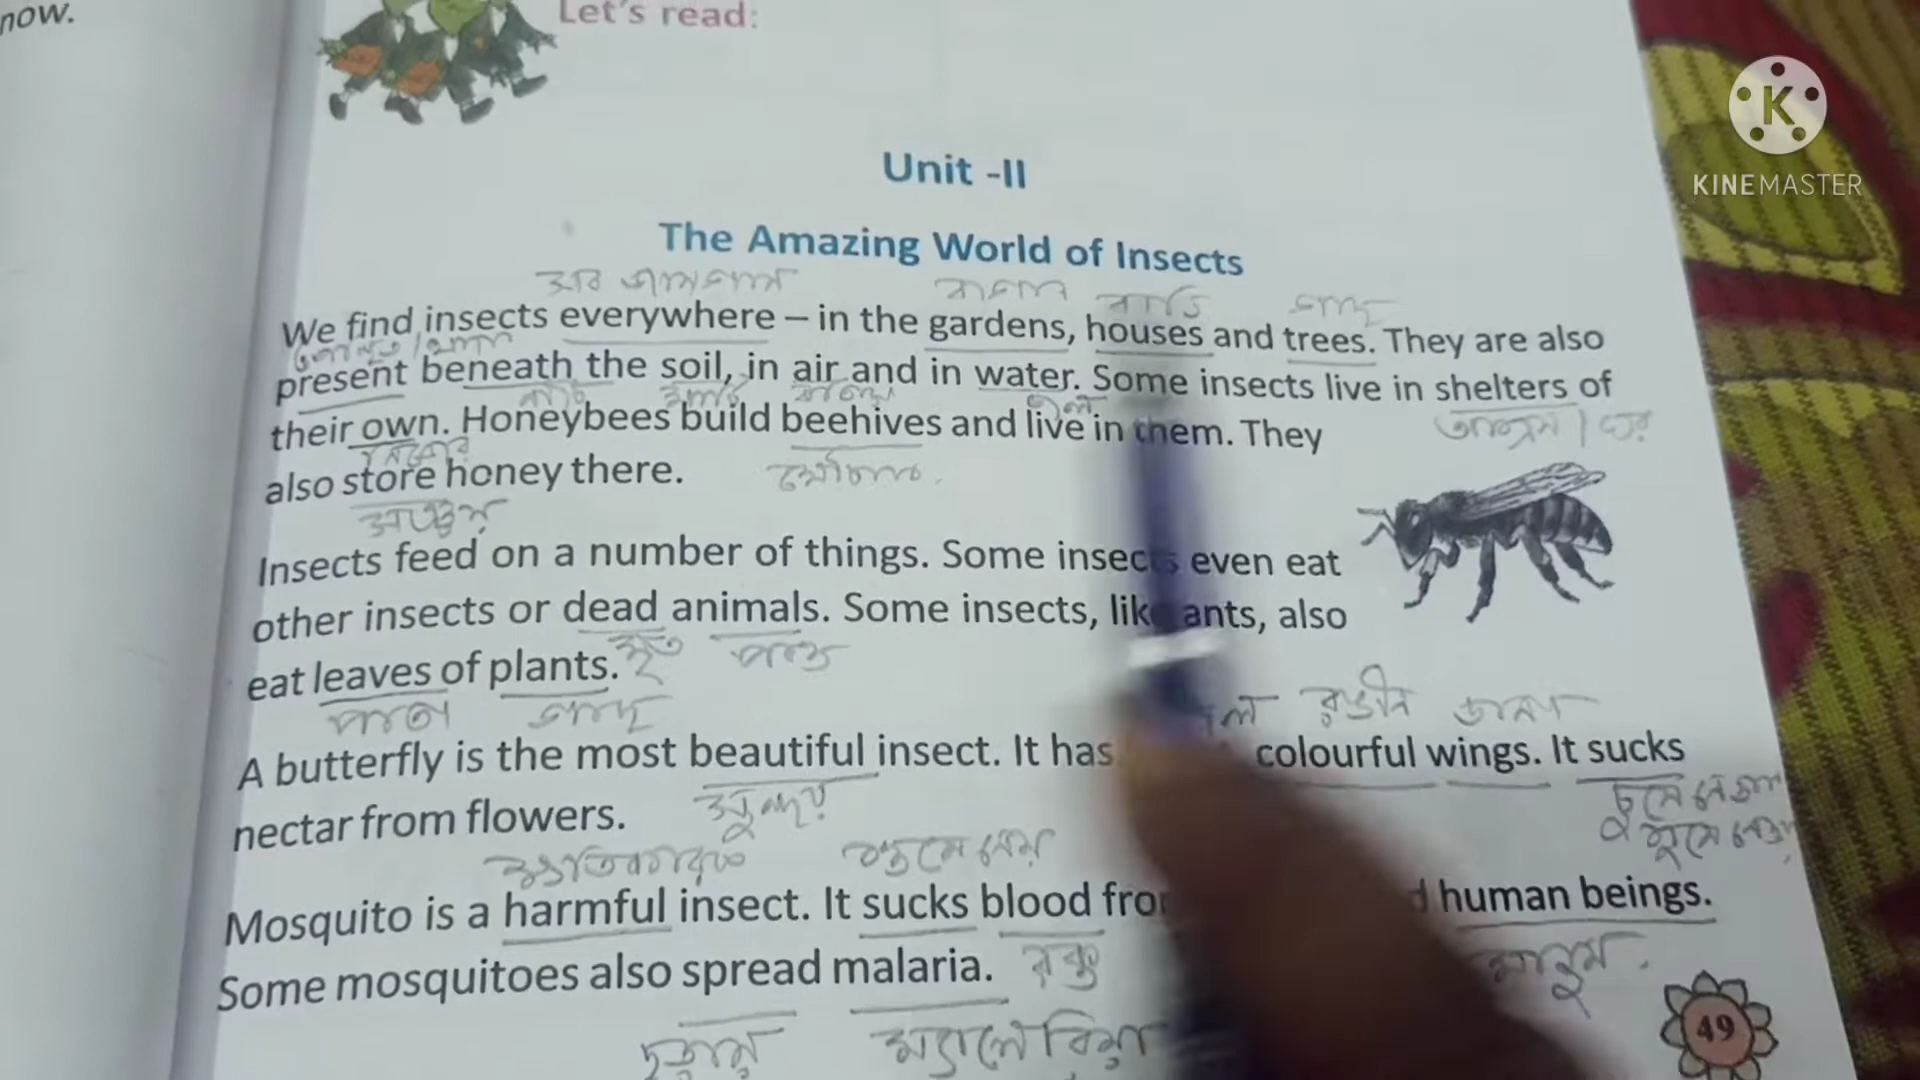 now.
Let's read:
KINEMASTER
Unit -II
The Amazing World of Insects
গাছ
We find insects everywhere – in the gardens, houses and trees. They are also
present beneath the soil, in air and in water. Some insects live in shelters of
their own. Honeybees build beehives and live in them. They
also store honey there.
Insects feed on a number of things. Some insects even eat
other insects or dead animals. Some insects, like ants, also
মৃত
eat leaves of plants.
পাতা গাছ
রঙীন ডানা
A butterfly is the most beautiful insect. It has colourful wings. It sucks
nectar from flowers.
Mosquito is a harmful insect. It sucks blood from human beings.
Some mosquitoes also spread malaria.
রক্ত
মানুষ.
ছড়ায় ম্যালেরিয়া
49